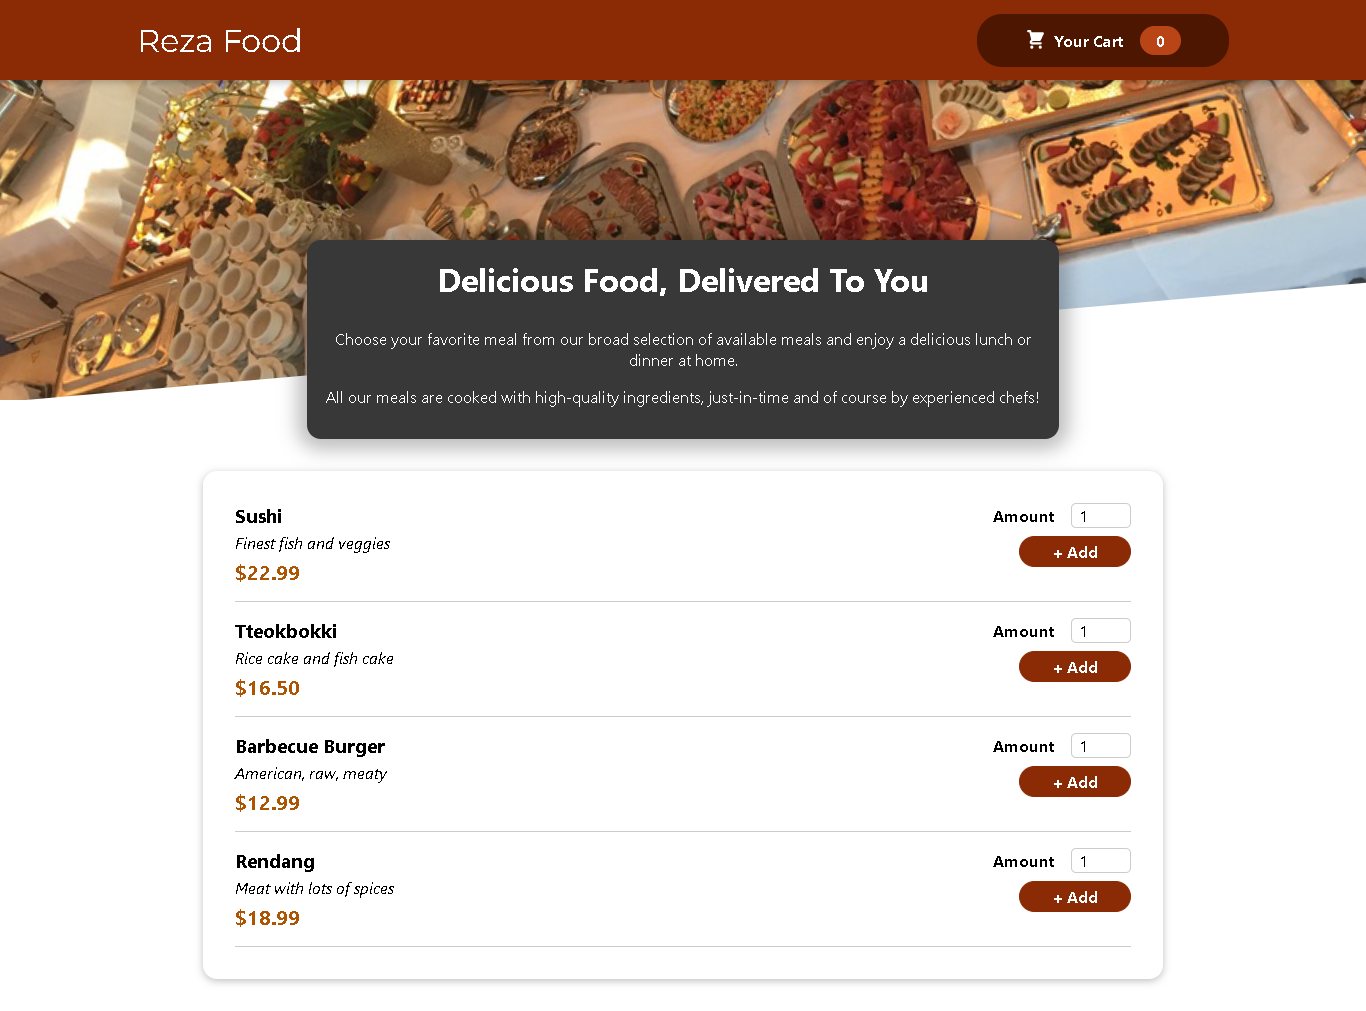 Reza Food
Your Cart 0
Delicious Food, Delivered To You
Choose your favorite meal from our broad selection of available meals and enjoy a delicious lunch or
dinner at home.
All our meals are cooked with high-quality ingredients, just-in-time and of course by experienced chefs!
Sushi
Finest fish and veggies
$22.99
Amount 1
+ Add
Tteokbokki
Rice cake and fish cake
$16.50
Amount 1
+ Add
Barbecue Burger
American, raw, meaty
$12.99
Amount 1
+ Add
Rendang
Meat with lots of spices
$18.99
Amount 1
+ Add